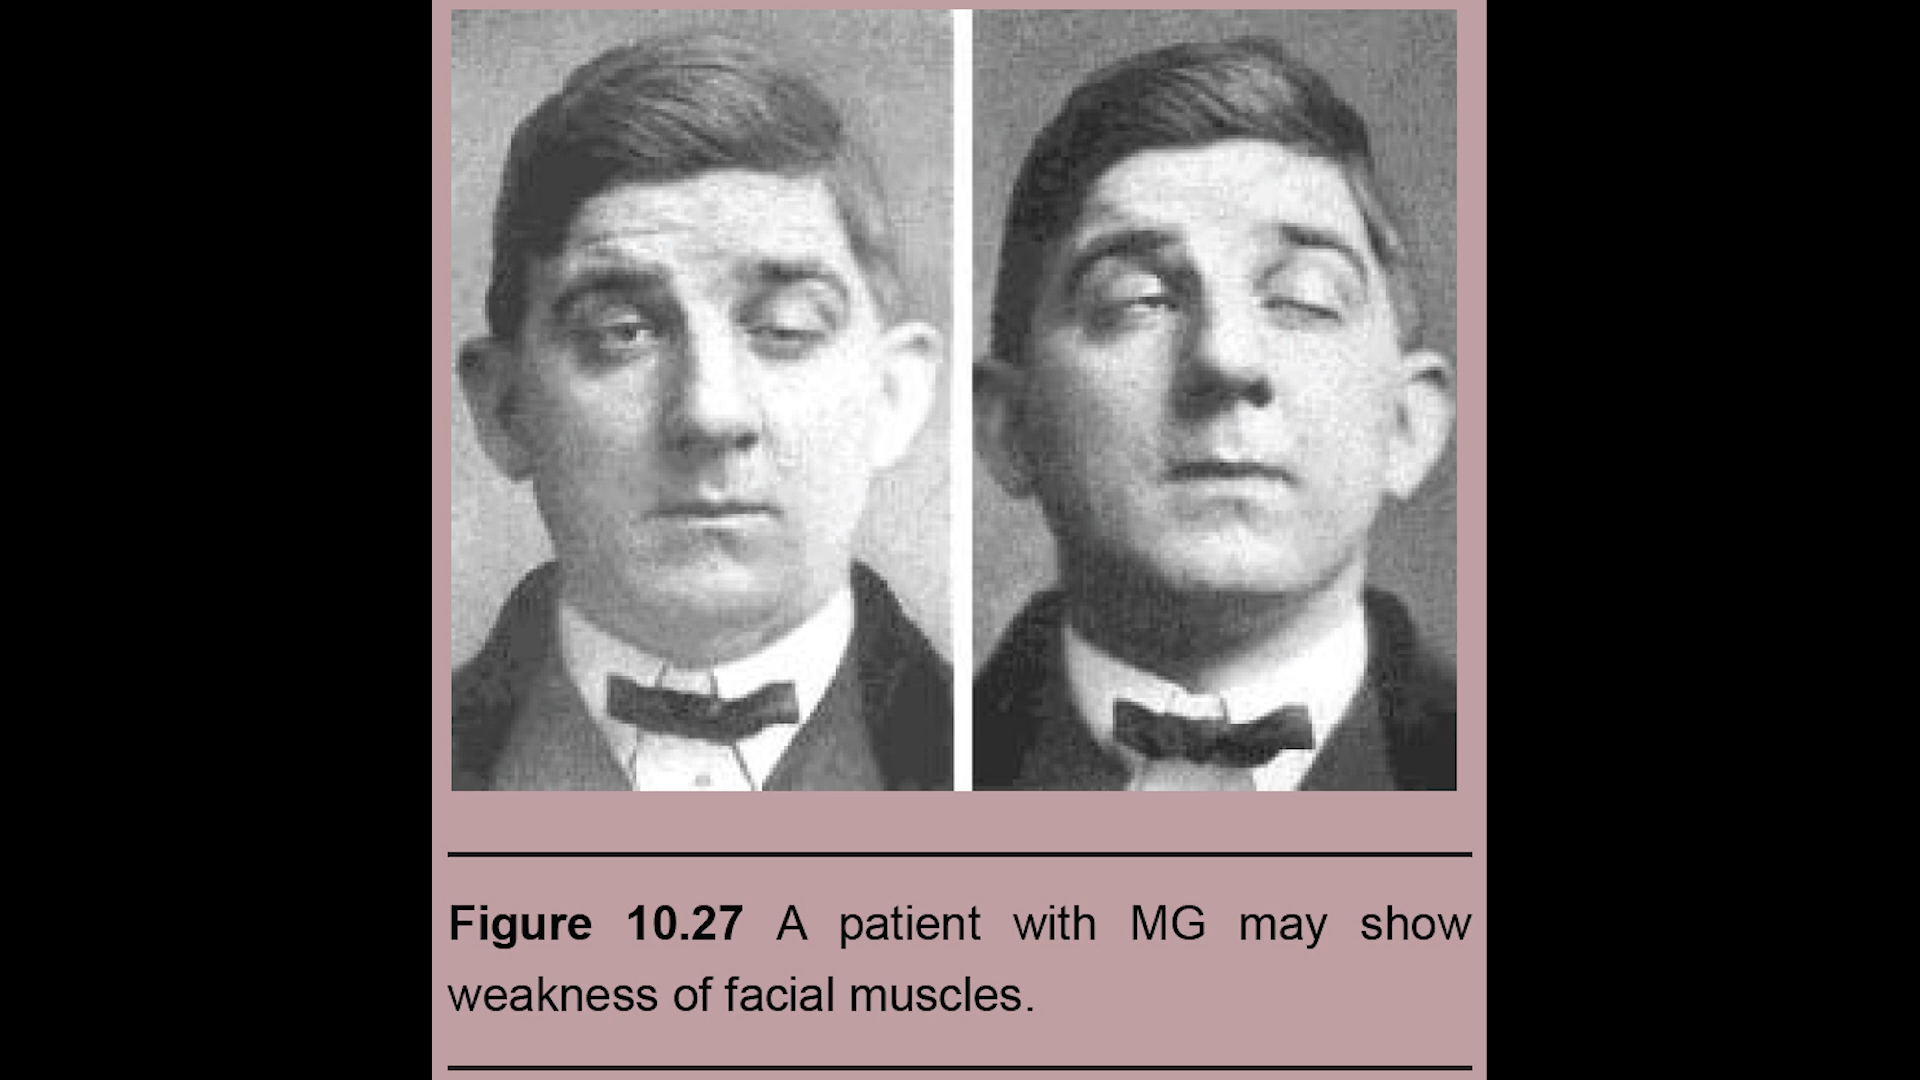 Figure 10.27 A patient with MG may show
weakness of facial muscles.